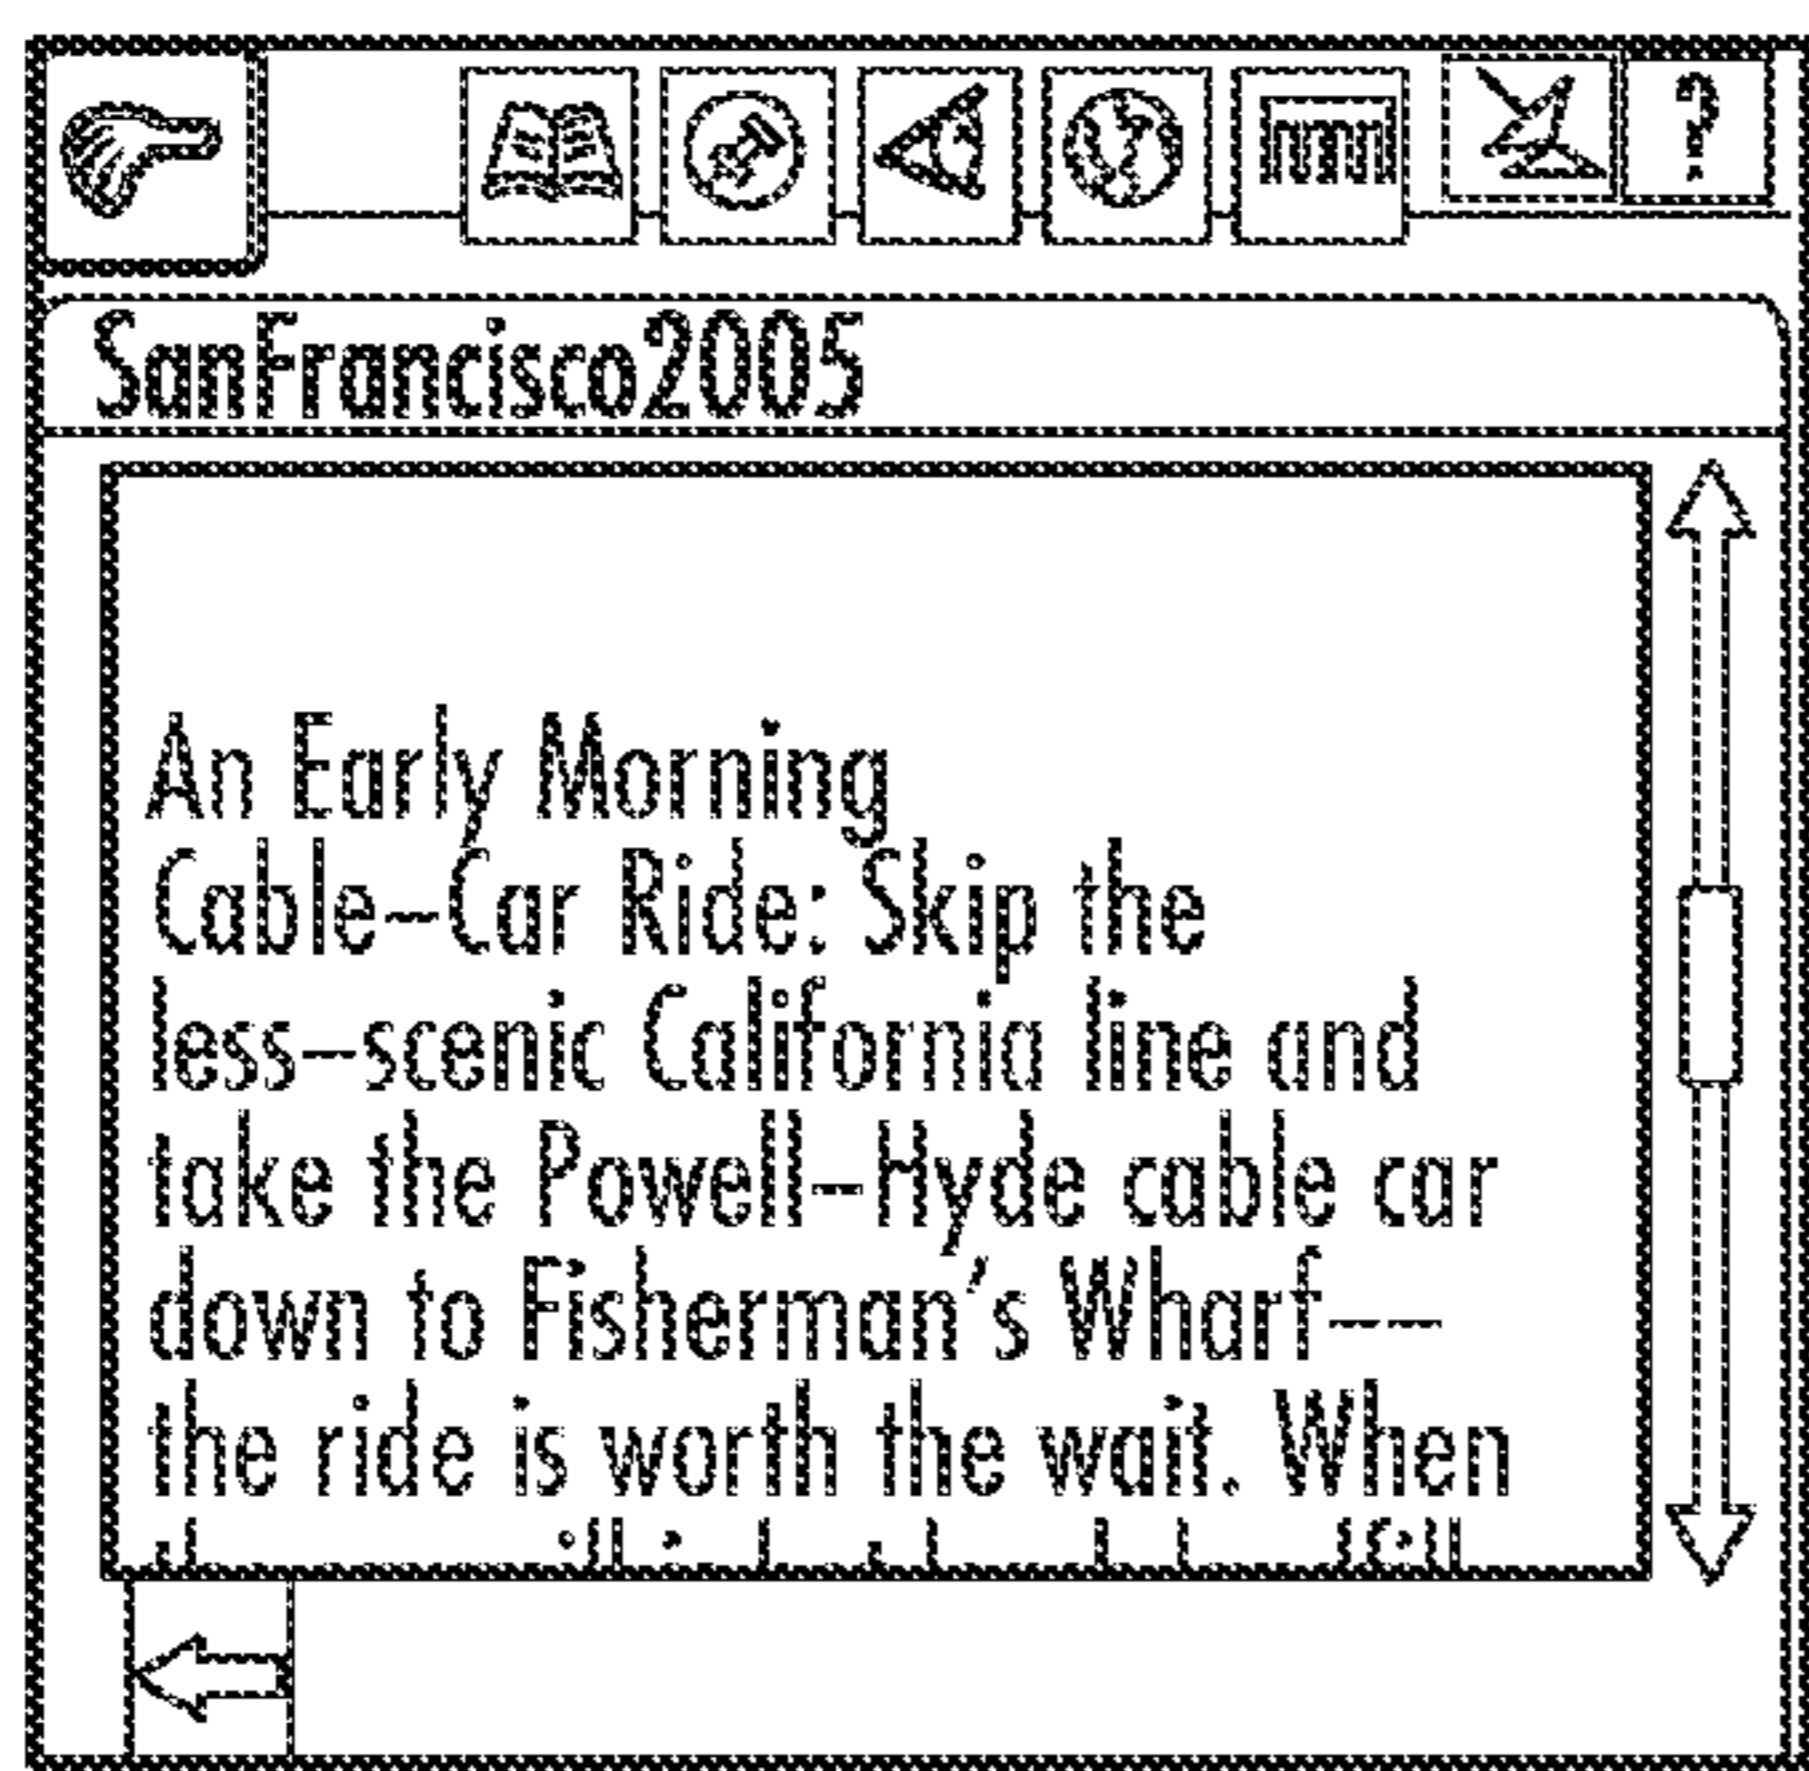 ?
SanFrancisco2005
An Early Morning
Cable–Car Ride: Skip the
less–scenic California line and
take the Powell–Hyde cable car
down to Fisherman's Wharf––
the ride is worth the wait. When